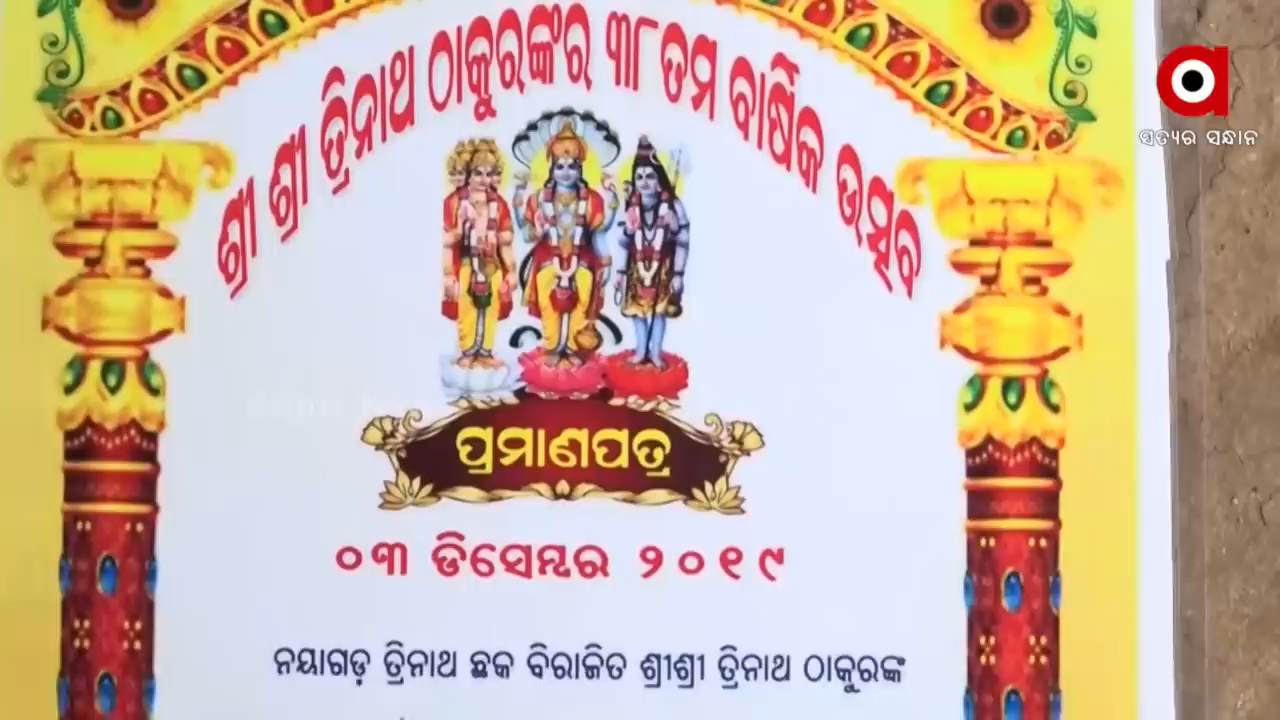 ଶ୍ରୀ ଶ୍ରୀ ତ୍ରିନାଥ ଠାକୁରଙ୍କର ୩୮ ତମ ବାର୍ଷିକ ଉତ୍ସବ
ସତ୍ୟର ସନ୍ଧାନ
ପ୍ରମାଣପତ୍ର
୦୩ ଡିସେମ୍ବର ୨୦୧୯
ନୟାଗଡ଼ ତ୍ରିନାଥ ଛକ ବିରାଜିତ ଶ୍ରୀଶ୍ରୀ ତ୍ରିନାଥ ଠାକୁରଙ୍କ